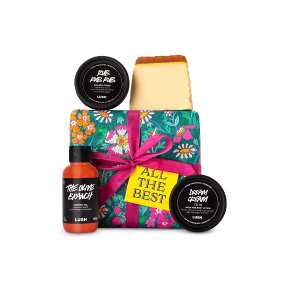 RUB
RUB RUB
LUSH
ALL
THE
BEST
THE OLIVE
BRANCH
LUSH
DREAM
CREAM
LUSH